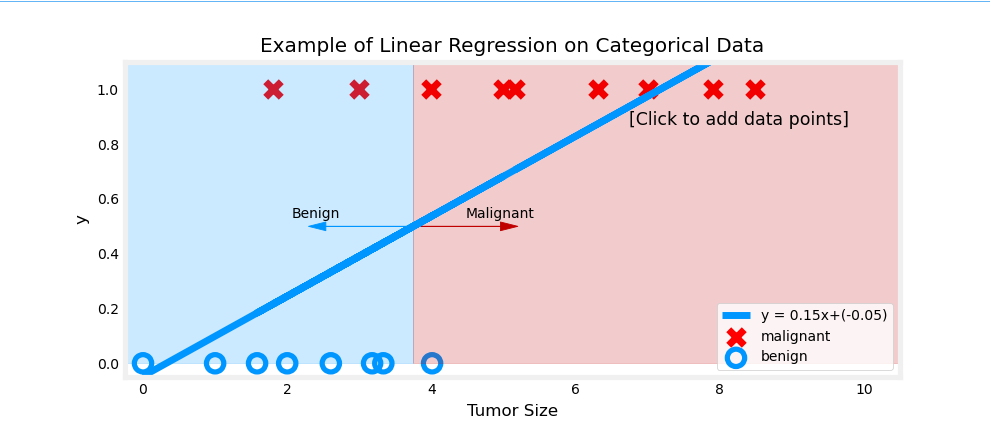 Example of Linear Regression on Categorical Data
1.0
[Click to add data points]
0.8
0.6
Benign
Malignant
y
0.4
0.2
y = 0.15x+(-0.05)
malignant
0.0
benign
0 2 4 6 8 10
Tumor Size